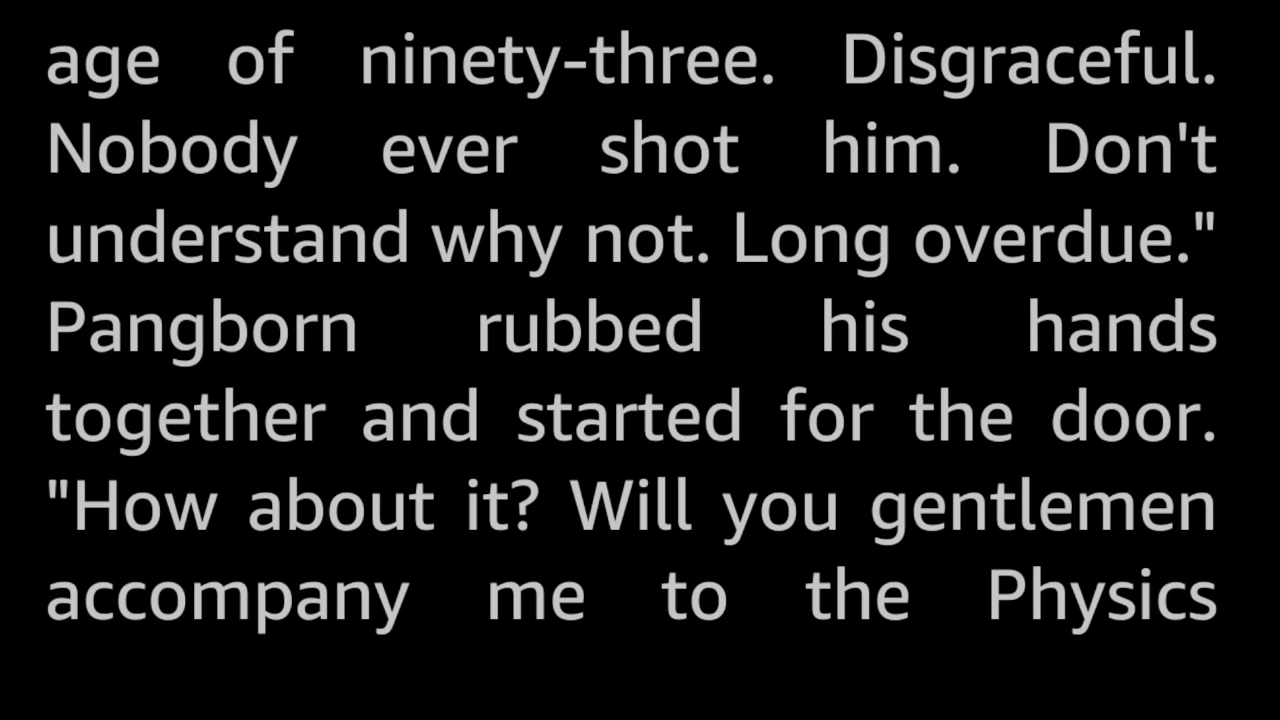 age of ninety-three. Disgraceful.
Nobody ever shot him. Don't
understand why not. Long overdue."
Pangborn rubbed his hands
together and started for the door.
"How about it? Will you gentlemen
accompany me to the Physics